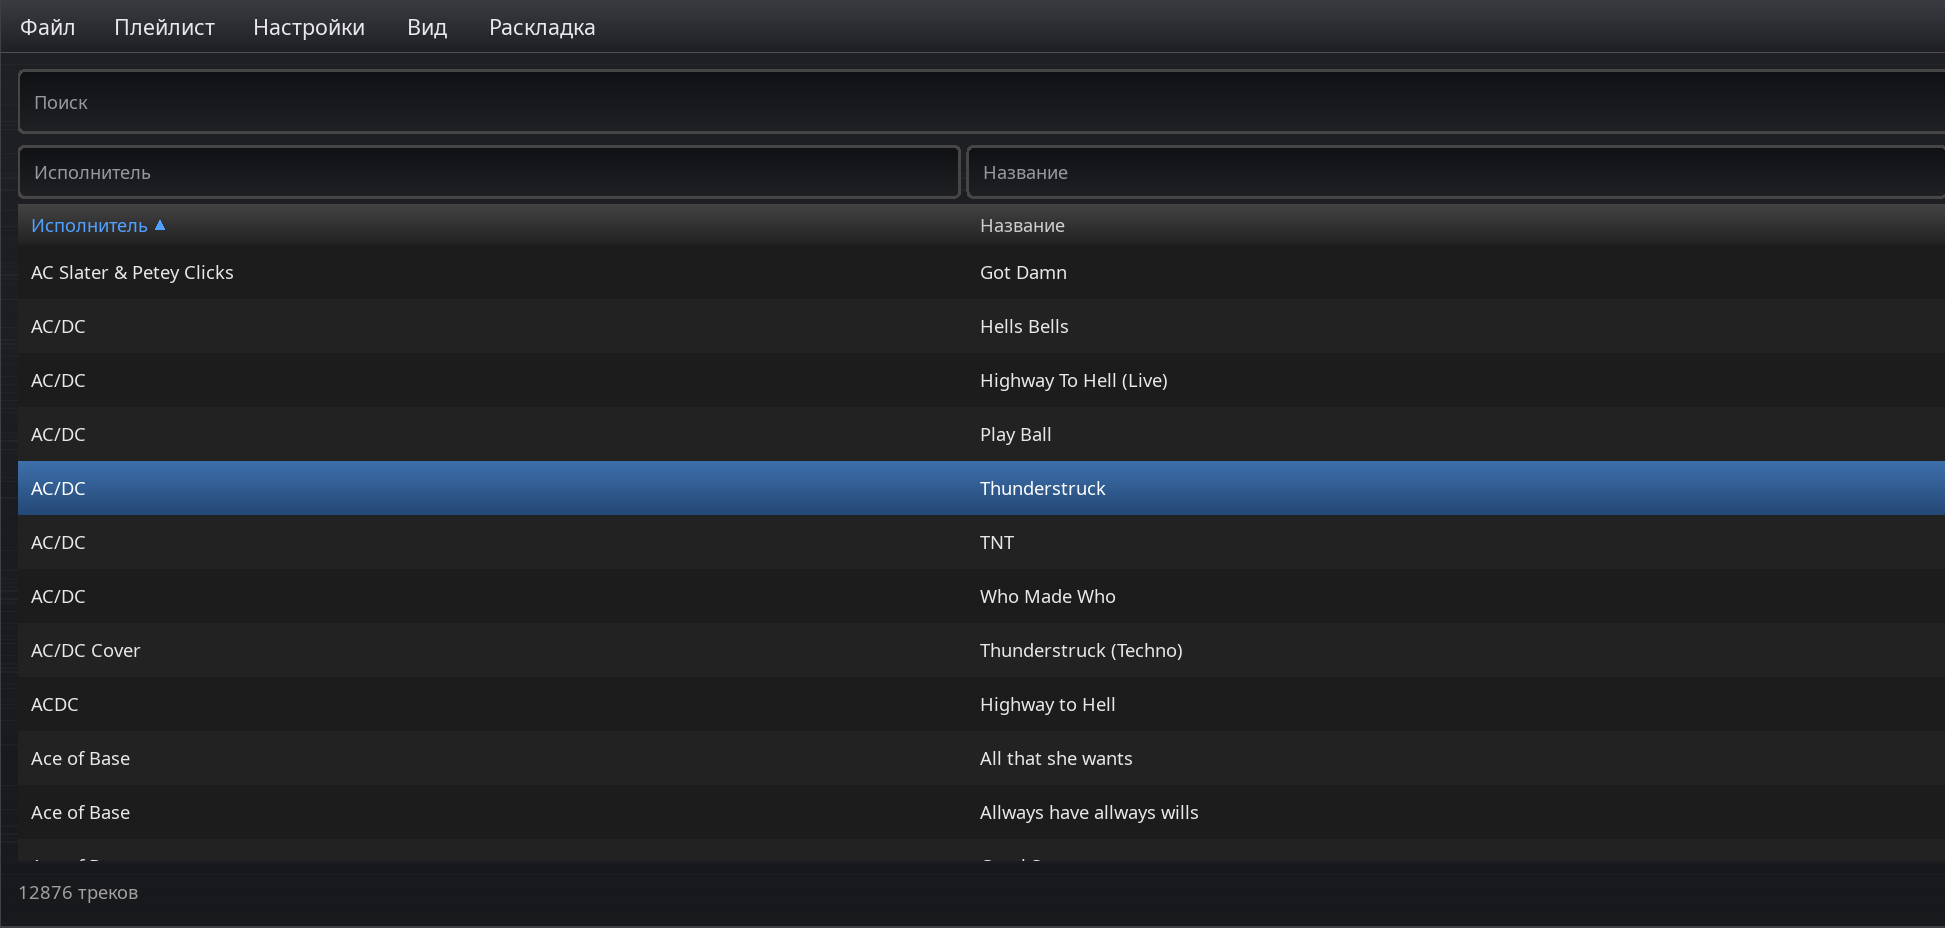 Файл Плейлист Настройки Вид Раскладка
Поиск
Исполнитель Название
Исполнитель ▲ Название
AC Slater & Petey Clicks Got Damn
AC/DC Hells Bells
AC/DC Highway To Hell (Live)
AC/DC Play Ball
AC/DC Thunderstruck
AC/DC TNT
AC/DC Who Made Who
AC/DC Cover Thunderstruck (Techno)
ACDC Highway to Hell
Ace of Base All that she wants
Ace of Base Allways have allways wills
12876 треков